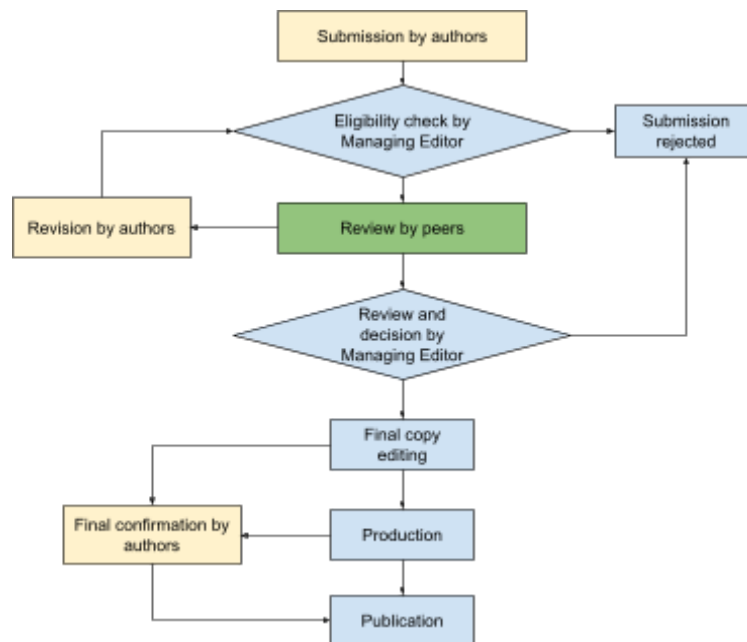 Submission by authors
Eligibility check by
Managing Editor
Submission
rejected
Revision by authors
Review by peers
Review and
decision by
Managing Editor
Final copy
editing
Final confirmation by
authors
Production
Publication